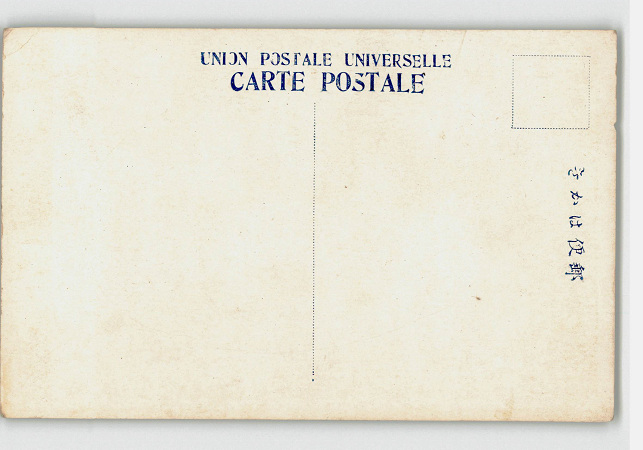 UNION POSTALE UNIVERSELLE
CARTE POSTALE
郵便はかき